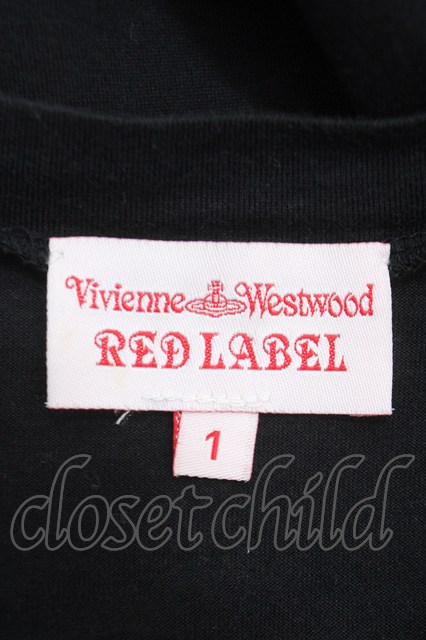 Vivienne Westwood
RED LABEL
1
closetchild